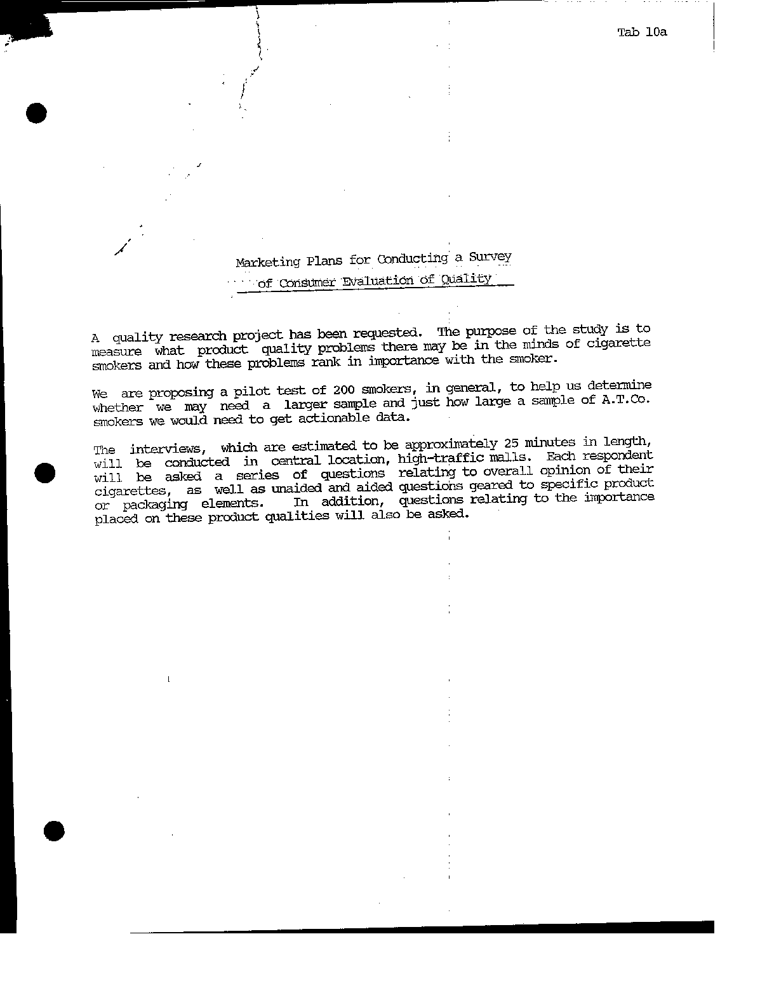 Tab 10a
Marketing Plans for Conducting a Survey
of Consumer Evaluation of Quality
A quality research project has been requested. The purpose of the study is to
measure what product quality problems there may be in the minds of cigarette
smokers and how these problems rank in importance with the smoker.
We are proposing a pilot test of 200 smokers, in general, to help us determine
whether we may need a larger sample and just how large a sample of A.T.Co.
smokers we would need to get actionable data.
The interviews, which are estimated to be approximately 25 minutes in length,
will be conducted in central location, high-traffic malls. Each respondent
will be asked a series of questions relating to overall opinion of their
cigarettes, as well as unaided and aided questions geared to specific product
or packaging elements. In addition, questions relating to the importance
placed on these product qualities will also be asked.